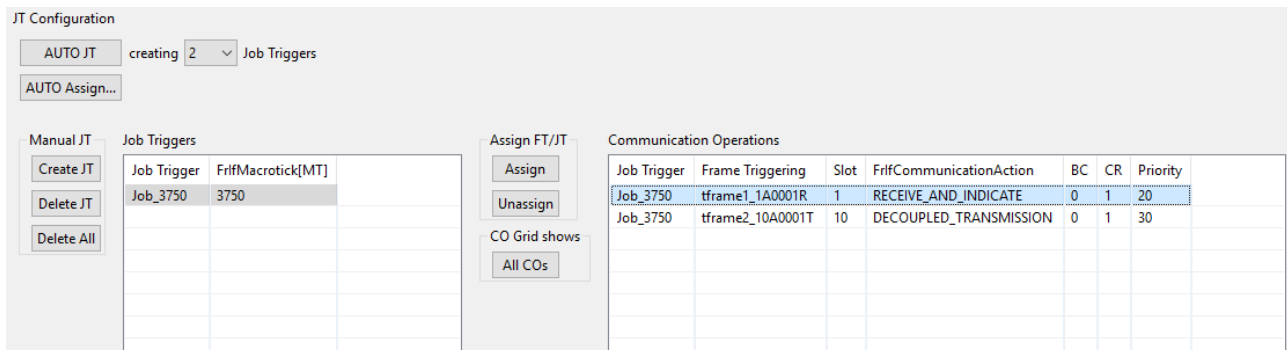 JT Configuration
AUTO JT creating 2 Job Triggers
AUTO Assign...
Manual JT Job Triggers Assign FT/JT Communication Operations
Create JT Job Trigger FrIfMacrotick[MT] Assign Job Trigger Frame Triggering Slot FrIfCommunicationAction BC CR Priority
Delete JT Job_3750 3750 Unassign Job_3750 tframe1_1A0001R 1 RECEIVE_AND_INDICATE 0 1 20
Job_3750 tframe2_10A0001T 10 DECOUPLED_TRANSMISSION 0 1 30
Delete All CO Grid shows
All COs